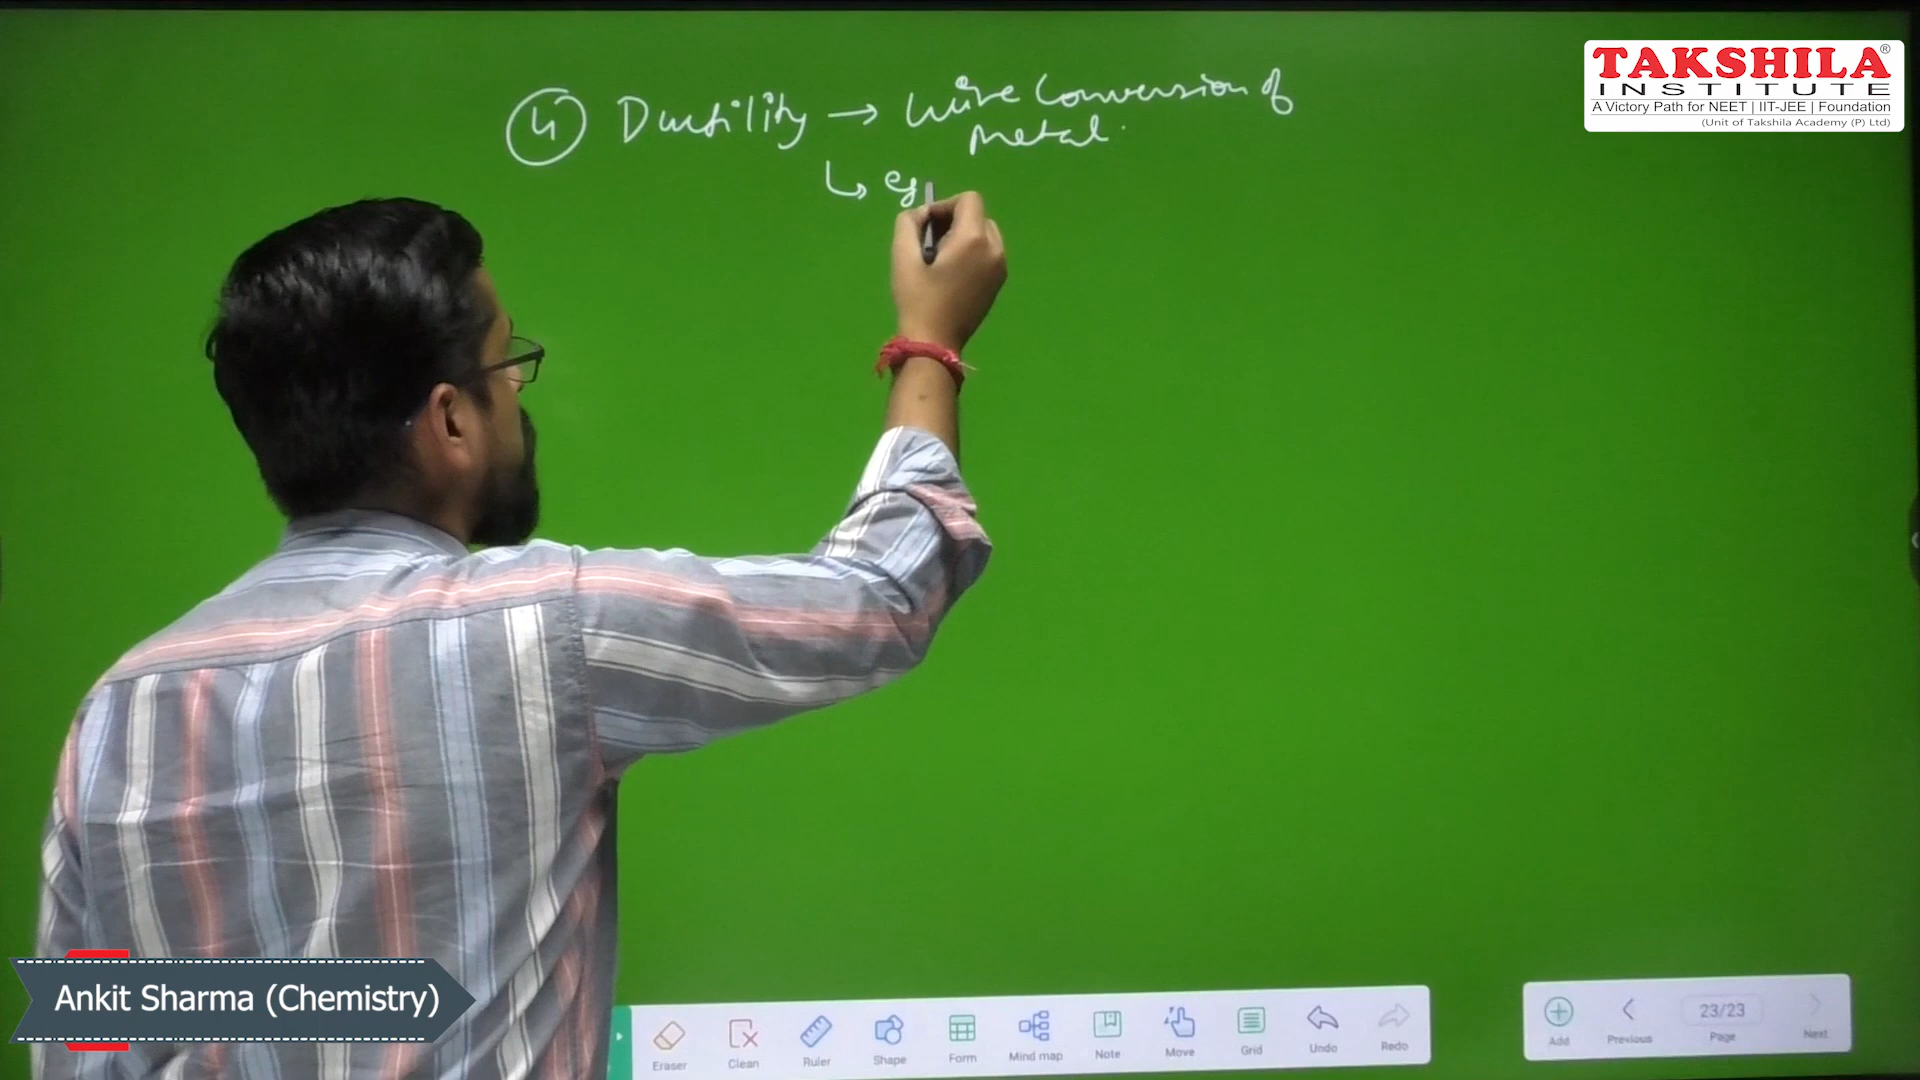 ④ Ductility → Wire Conversion of
Metal.
↳ eg
TAKSHILA®
INSTITUTE
A Victory Path for NEET | IIT-JEE | Foundation
(Unit of Takshila Academy (P) Ltd)
Ankit Sharma (Chemistry)
Eraser Clean Ruler Shape Form Mind map Note Move Grid Undo Redo
Add Previous 23/23 Page Next